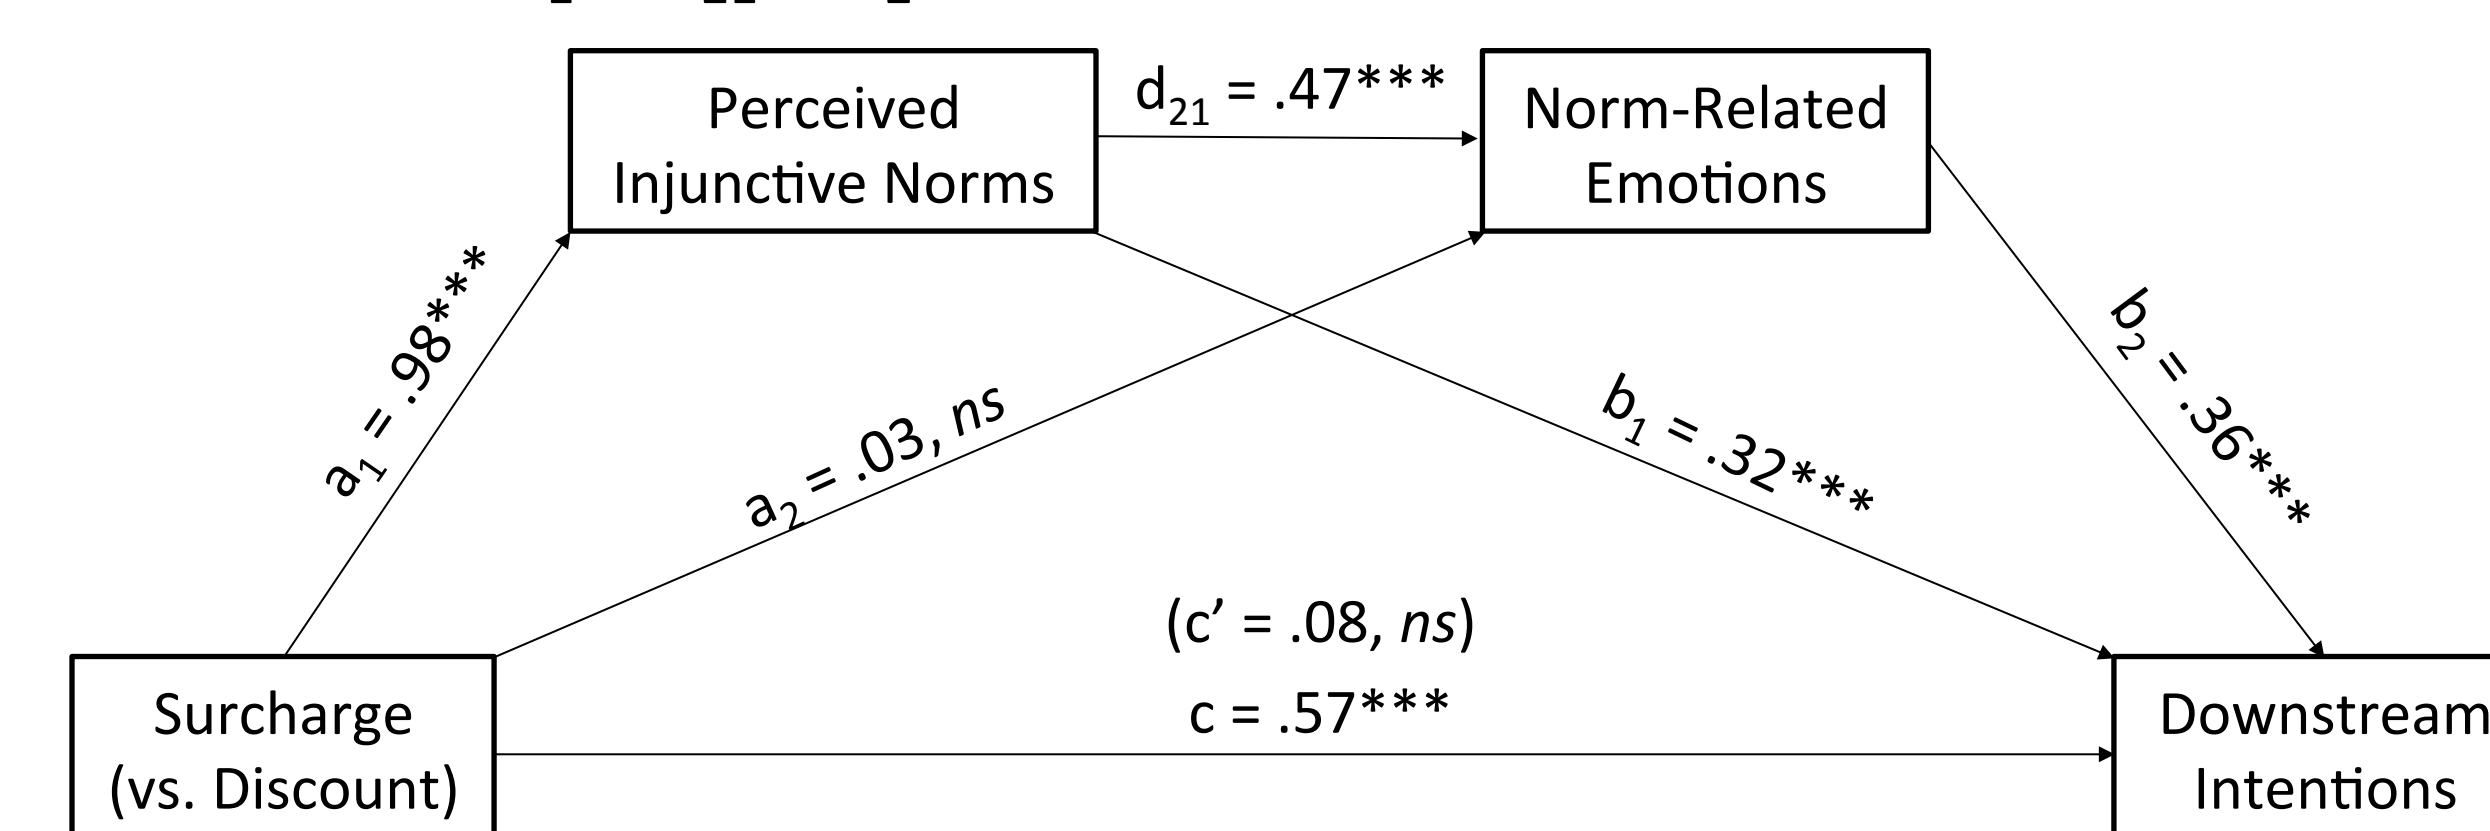 Perceived
Injunctive Norms
d21 = .47***
Norm-Related
Emotions
a1 = .98***
a2 = .03, ns
b1 = .32***
b2 = .36***
(c’ = .08, ns)
c = .57***
Surcharge
(vs. Discount)
Downstream
Intentions